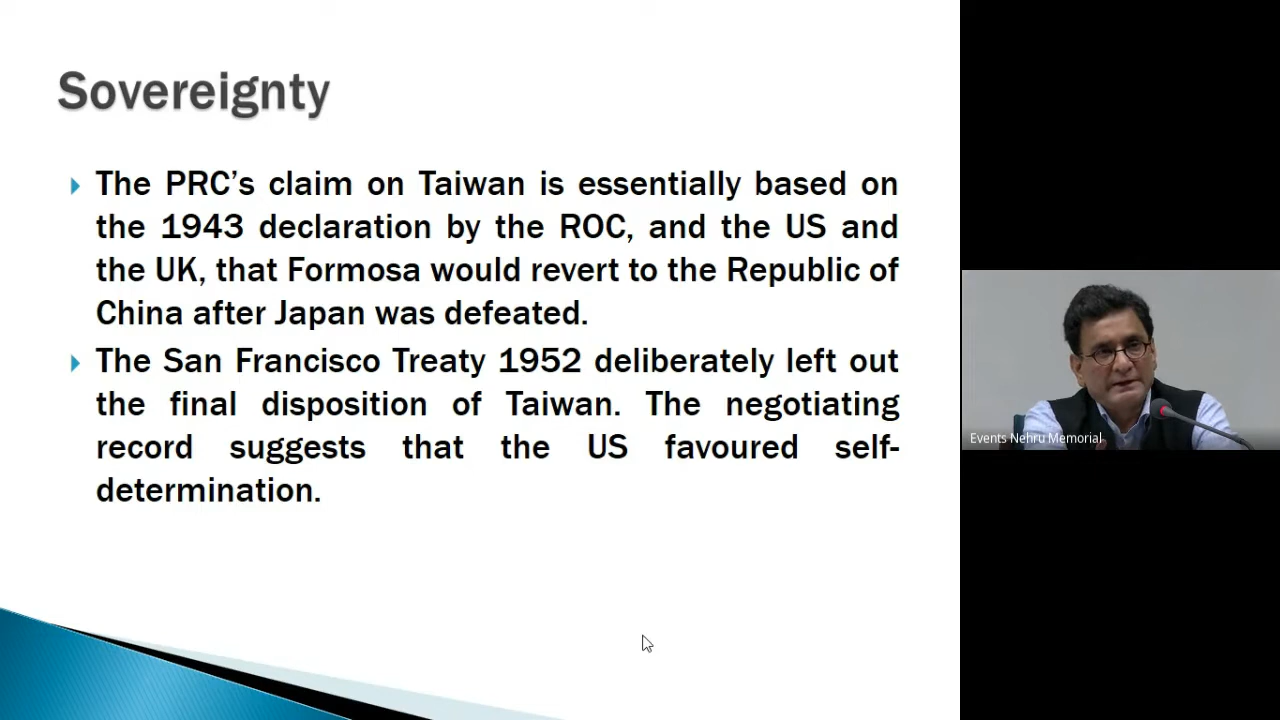 Sovereignty
The PRC's claim on Taiwan is essentially based on
the 1943 declaration by the ROC, and the US and
the UK, that Formosa would revert to the Republic of
China after Japan was defeated.
The San Francisco Treaty 1952 deliberately left out
the final disposition of Taiwan. The negotiating
record suggests that the US favoured self-
determination.
Events Nehru Memorial